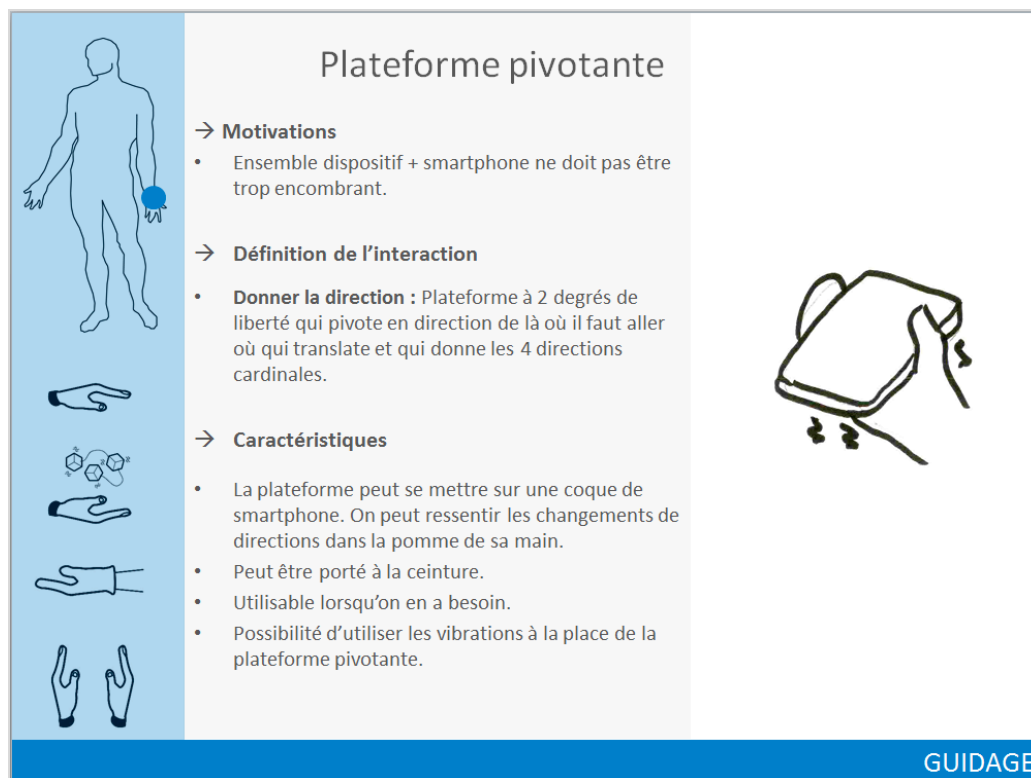 Plateforme pivotante
→ Motivations
• Ensemble dispositif + smartphone ne doit pas être
trop encombrant.
→ Définition de l'interaction
• Donner la direction : Plateforme à 2 degrés de
liberté qui pivote en direction de là où il faut aller
où qui translate et qui donne les 4 directions
cardinales.
→ Caractéristiques
• La plateforme peut se mettre sur une coque de
smartphone. On peut ressentir les changements de
directions dans la pomme de sa main.
• Peut être porté à la ceinture.
• Utilisable lorsqu'on en a besoin.
• Possibilité d'utiliser les vibrations à la place de la
plateforme pivotante.
GUIDAGE